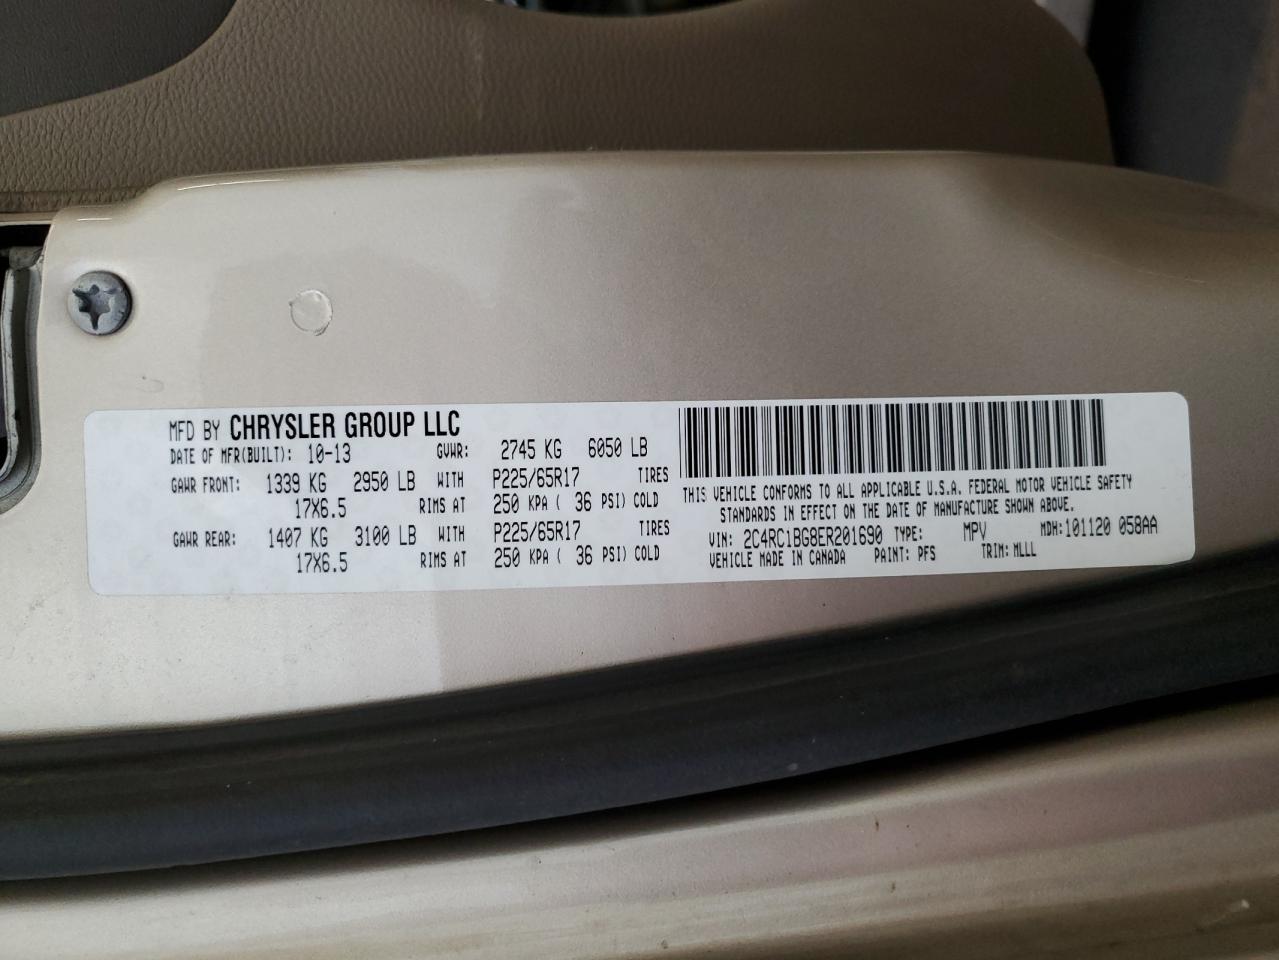 MFD BY CHRYSLER GROUP LLC
DATE OF MFR(BUILT): 10-13 GVWR: 2745 KG 6050 LB
GAWR FRONT: 1339 KG 2950 LB WITH P225/65R17 TIRES
17X6.5 RIMS AT 250 KPA ( 36 PSI) COLD
GAWR REAR: 1407 KG 3100 LB WITH P225/65R17 TIRES
17X6.5 RIMS AT 250 KPA ( 36 PSI) COLD
THIS VEHICLE CONFORMS TO ALL APPLICABLE U.S.A. FEDERAL MOTOR VEHICLE SAFETY
STANDARDS IN EFFECT ON THE DATE OF MANUFACTURE SHOWN ABOVE.
VIN: 2C4RC1BG8ER201690 TYPE: MPV MDH:101120 058AA
VEHICLE MADE IN CANADA PAINT: PFS TRIM: MLLL